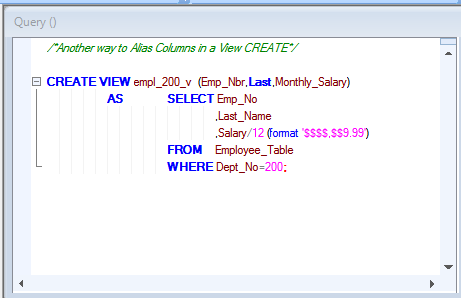 Query ()
/*Another way to Alias Columns in a View CREATE*/
CREATE VIEW empl_200_v (Emp_Nbr,Last,Monthly_Salary)
AS SELECT Emp_No
,Last_Name
,Salary/12 (format '$$$$,$$9,99')
FROM Employee_Table
WHERE Dept_No=200;